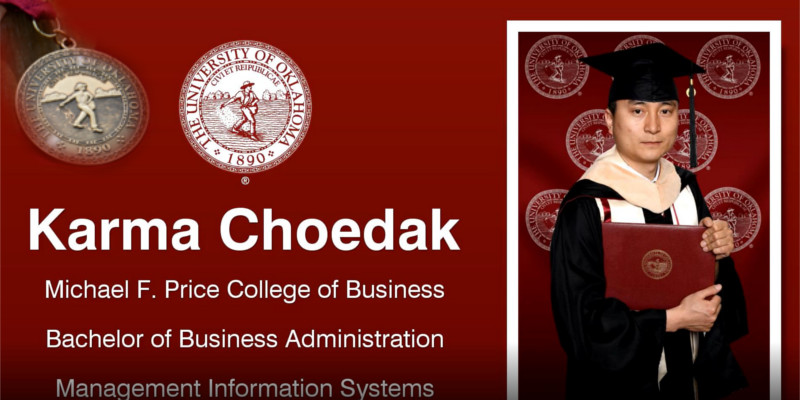 THE UNIVERSITY OF OKLAHOMA
CIVI ET REIPUBLICAE
1890
®
Karma Choedak
Michael F. Price College of Business
Bachelor of Business Administration
Management Information Systems